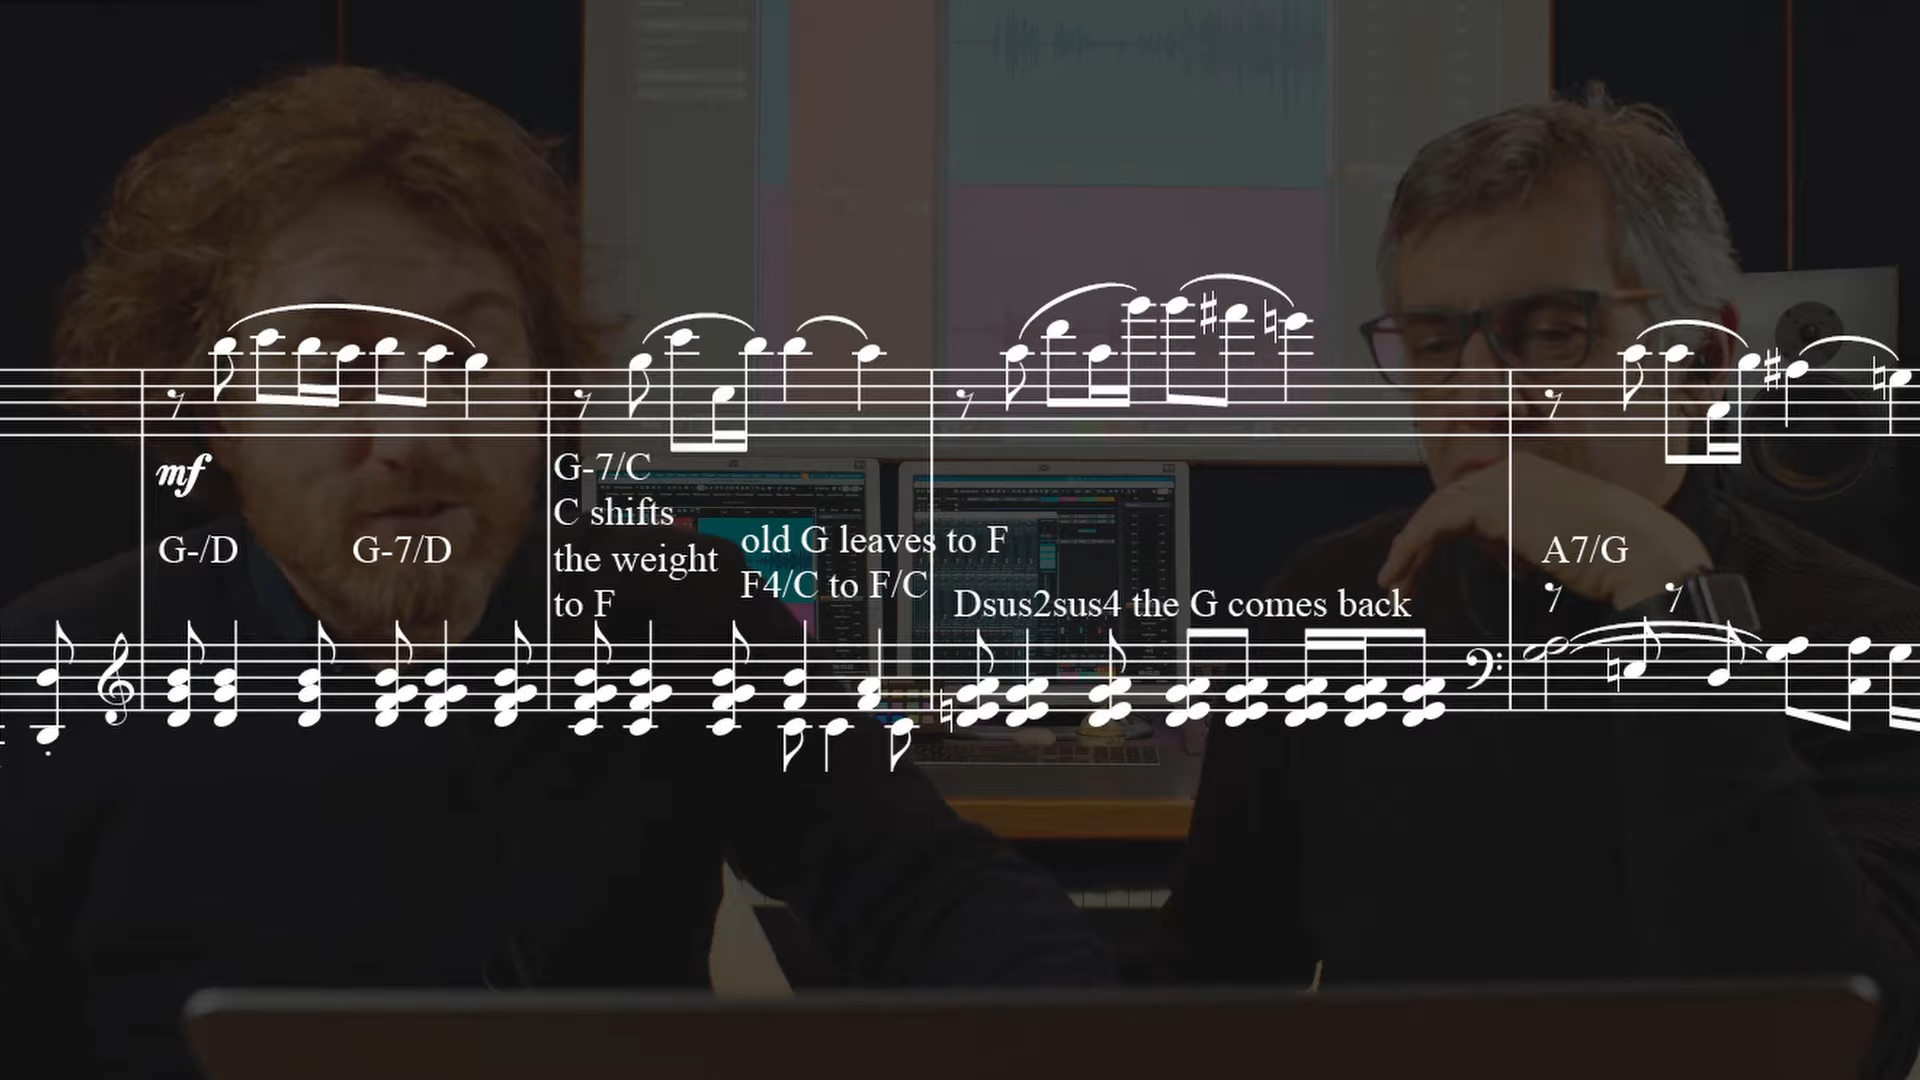 mf
G-/D
G-7/D
G-7/C
C shifts
the weight
to F
old G leaves to F
F4/C to F/C
Dsus2sus4 the G comes back
A7/G